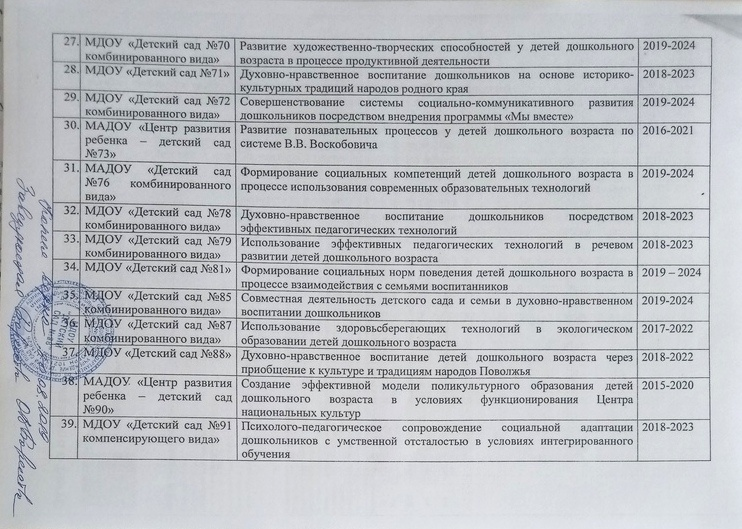 27. МДОУ «Детский сад №70 Развитие художественно-творческих способностей у детей дошкольного 2019-2024
комбинированного вида» возраста в процессе продуктивной деятельности
28. МДОУ «Детский сад №71» Духовно-нравственное воспитание дошкольников на основе историко- 2018-2023
культурных традиций народов родного края
29. МДОУ «Детский сад №72 Совершенствование системы социально-коммуникативного развития 2019-2024
комбинированного вида» дошкольников посредством внедрения программы «Мы вместе»
30. МАДОУ «Центр развития Развитие познавательных процессов у детей дошкольного возраста по 2016-2021
ребенка – детский сад системе В.В. Воскобовича
№73»
31. МАДОУ «Детский сад Формирование социальных компетенций детей дошкольного возраста в 2019-2024
№76 комбинированного процессе использования современных образовательных технологий
вида»
32. МДОУ «Детский сад №78 Духовно-нравственное воспитание дошкольников посредством 2018-2023
комбинированного вида» эффективных педагогических технологий
33. МДОУ «Детский сад №79 Использование эффективных педагогических технологий в речевом 2018-2023
комбинированного вида» развитии детей дошкольного возраста
34. МДОУ «Детский сад №81» Формирование социальных норм поведения детей дошкольного возраста в 2019 – 2024
процессе взаимодействия с семьями воспитанников
35. МДОУ «Детский сад №85 Совместная деятельность детского сада и семьи в духовно-нравственном 2019-2024
комбинированного вида» воспитании дошкольников
36. МДОУ «Детский сад №87 Использование здоровьсберегающих технологий в экологическом 2017-2022
комбинированного вида» образовании детей дошкольного возраста
37. МДОУ «Детский сад №88» Духовно-нравственное воспитание детей дошкольного возраста через 2018-2022
приобщение к культуре и традициям народов Поволжья
38. МАДОУ «Центр развития Создание эффективной модели поликультурного образования детей 2015-2020
ребенка – детский сад дошкольного возраста в условиях функционирования Центра
№90» национальных культур
39. МДОУ «Детский сад №91 Психолого-педагогическое сопровождение социальной адаптации 2018-2023
компенсирующего вида» дошкольников с умственной отсталостью в условиях интегрированного
обучения
Копия верна
Заведующая